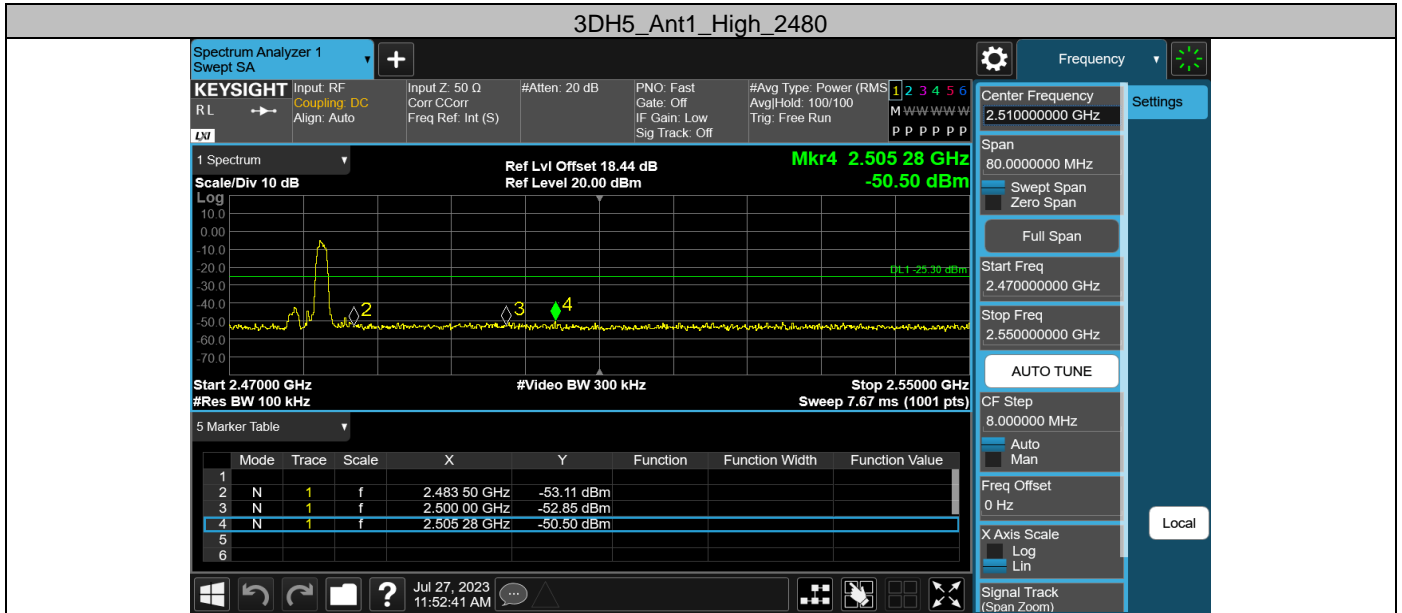 3DH5_Ant1_High_2480
Spectrum Analyzer 1
Swept SA
Frequency
KEYSIGHT
RL
LXI
Input: RF
Coupling: DC
Align: Auto
Input Z: 50 Ω
Corr CCorr
Freq Ref: Int (S)
#Atten: 20 dB
PNO: Fast
Gate: Off
IF Gain: Low
Sig Track: Off
#Avg Type: Power (RMS
Avg|Hold: 100/100
Trig: Free Run
1 2 3 4 5 6
M W W W W W
P P P P P P
1 Spectrum
Scale/Div 10 dB
Ref Lvl Offset 18.44 dB
Ref Level 20.00 dBm
Mkr4 2.505 28 GHz
-50.50 dBm
Log
10.0
0.00
-10.0
-20.0
-30.0
-40.0
-50.0
-60.0
-70.0
DL1 -25.30 dBm
2
3
4
Start 2.47000 GHz
#Res BW 100 kHz
#Video BW 300 kHz
Stop 2.55000 GHz
Sweep 7.67 ms (1001 pts)
5 Marker Table
Mode Trace Scale X Y Function Function Width Function Value
1
2 N 1 f 2.483 50 GHz -53.11 dBm
3 N 1 f 2.500 00 GHz -52.85 dBm
4 N 1 f 2.505 28 GHz -50.50 dBm
5
6
Jul 27, 2023
11:52:41 AM
Center Frequency
2.510000000 GHz
Settings
Span
80.0000000 MHz
Swept Span
Zero Span
Full Span
Start Freq
2.470000000 GHz
Stop Freq
2.550000000 GHz
AUTO TUNE
CF Step
8.000000 MHz
Auto
Man
Freq Offset
0 Hz
X Axis Scale
Log
Lin
Local
Signal Track
(Span Zoom)